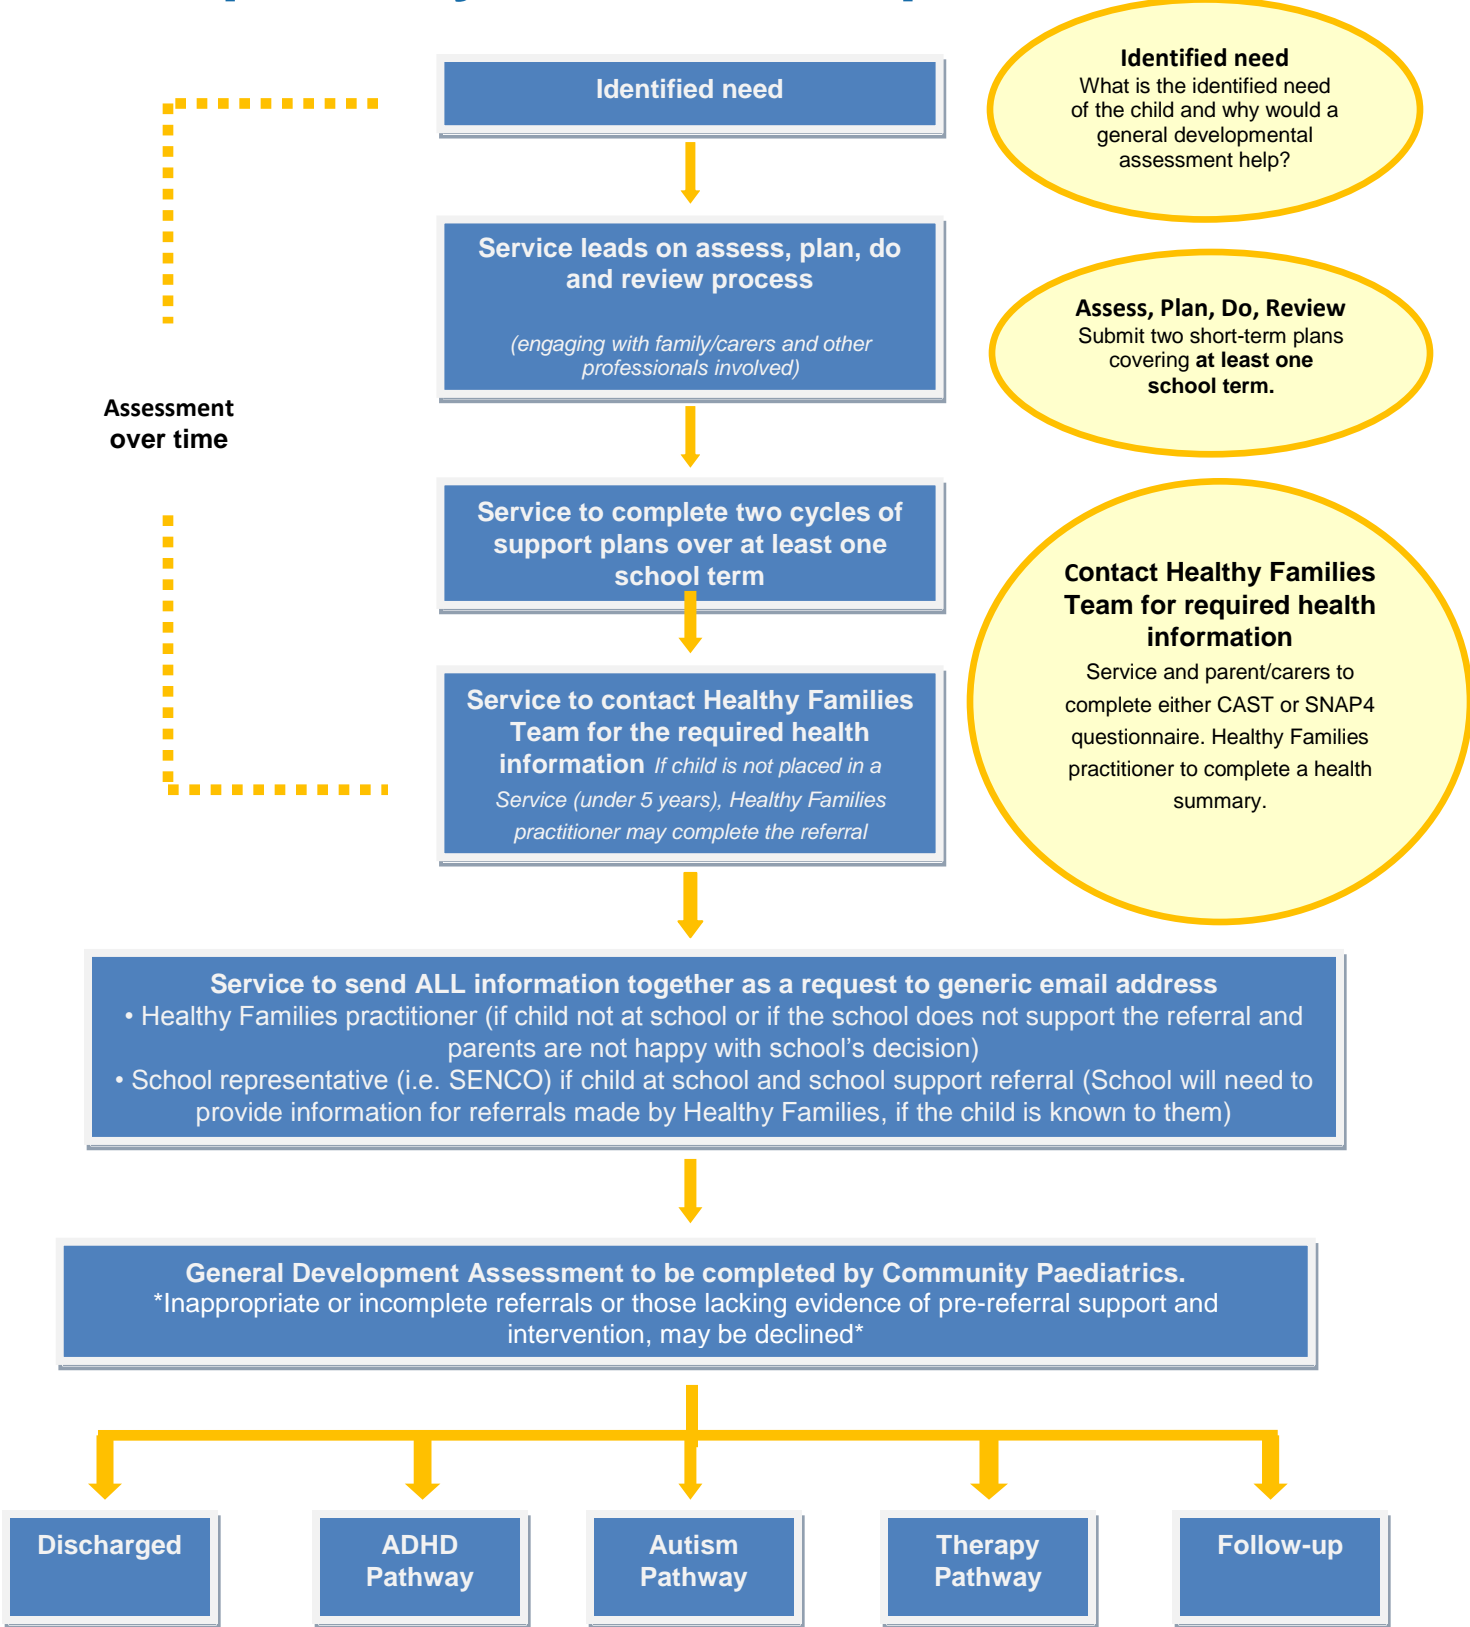 Identified need
Identified need
What is the identified need
of the child and why would a
general developmental
assessment help?
Service leads on assess, plan, do
and review process
(engaging with family/carers and other
professionals involved)
Assess, Plan, Do, Review
Submit two short-term plans
covering at least one
school term.
Assessment
over time
Service to complete two cycles of
support plans over at least one
school term
Contact Healthy Families
Team for required health
information
Service and parent/carers to
complete either CAST or SNAP4
questionnaire. Healthy Families
practitioner to complete a health
summary.
Service to contact Healthy Families
Team for the required health
information If child is not placed in a
Service (under 5 years), Healthy Families
practitioner may complete the referral
Service to send ALL information together as a request to generic email address
• Healthy Families practitioner (if child not at school or if the school does not support the referral and
parents are not happy with school’s decision)
• School representative (i.e. SENCO) if child at school and school support referral (School will need to
provide information for referrals made by Healthy Families, if the child is known to them)
General Development Assessment to be completed by Community Paediatrics.
*Inappropriate or incomplete referrals or those lacking evidence of pre-referral support and
intervention, may be declined*
Discharged
ADHD
Pathway
Autism
Pathway
Therapy
Pathway
Follow-up